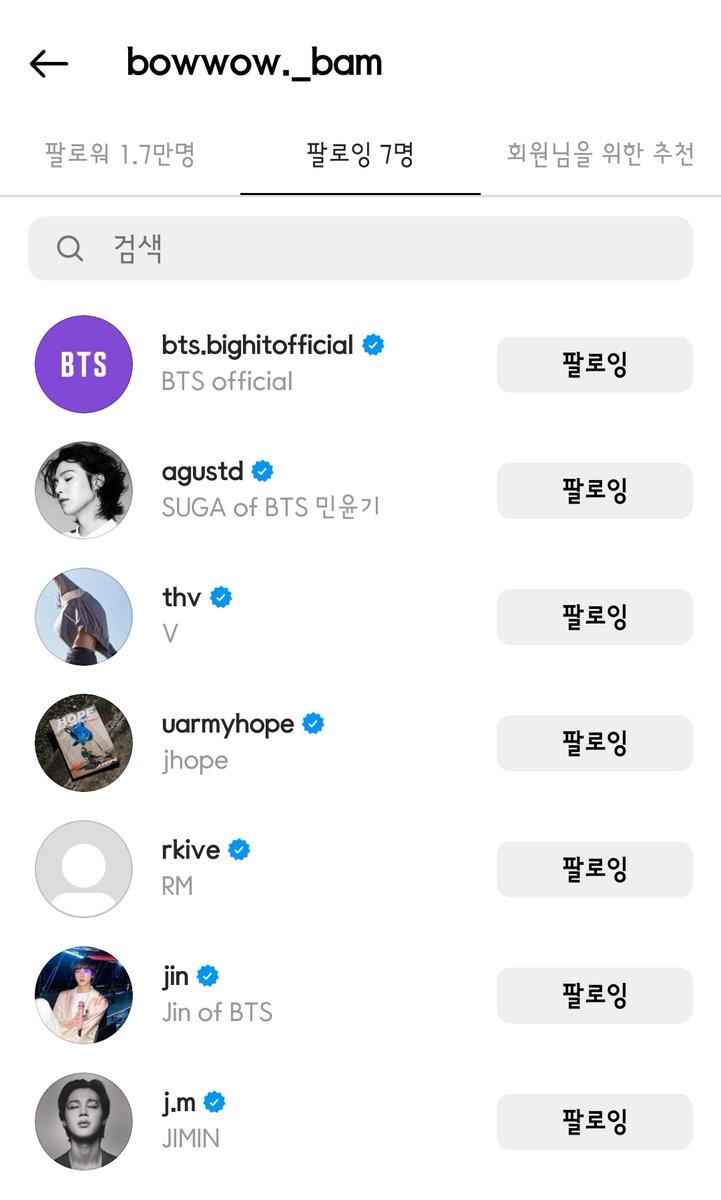 bowwow._bam
팔로워 1.7만명
팔로잉 7명
회원님을 위한 추천
검색
BTS
bts.bighitofficial
BTS official
팔로잉
agustd
SUGA of BTS 민윤기
팔로잉
thv
V
팔로잉
HOPE
uarmyhope
jhope
팔로잉
rkive
RM
팔로잉
jin
Jin of BTS
팔로잉
j.m
JIMIN
팔로잉